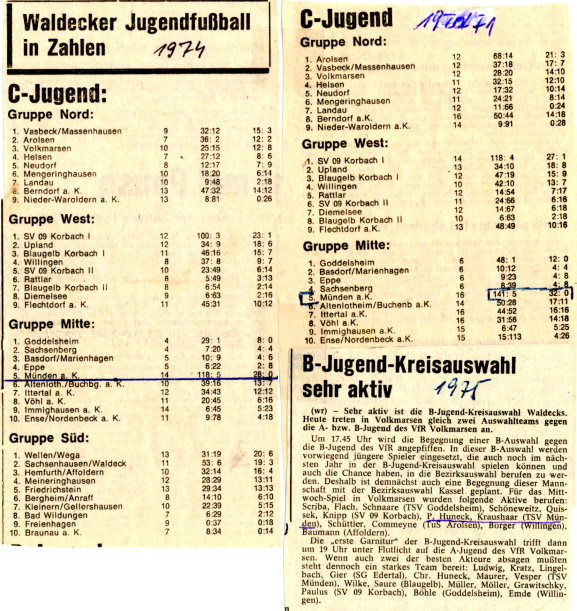 Waldecker Jugendfußball
in Zahlen 1974
C-Jugend:
Gruppe Nord:
1. Vasbeck/Massenhausen 9 32:12 15: 3
2. Arolsen 7 36: 2 12: 2
3. Volkmarsen 10 25:15 12: 8
4. Helsen 7 27:12 8: 6
5. Neudorf 8 12:17 7: 9
6. Mengeringhausen 10 18:20 6:14
7. Landau 10 9:48 2:18
8. Berndorf a. K. 13 47:32 14:12
9. Nieder-Waroldern a. K. 13 8:81 0:26
Gruppe West:
1. SV 09 Korbach I 12 100: 3 23: 1
2. Upland 12 34: 9 18: 6
3. Blaugelb Korbach I 11 46:16 15: 7
4. Willingen 8 37: 8 9: 7
5. SV 09 Korbach II 10 23:49 6:14
6. Rattlar 8 5:49 3:13
7. Blaugelb Korbach II 8 6:54 2:14
8. Diemelsee 9 6:63 2:16
9. Flechtdorf a. K. 11 45:31 10:12
Gruppe Mitte:
1. Goddelsheim 4 29: 1 8: 0
2. Sachsenberg 4 7:20 4: 4
3. Basdorf/Marienhagen 5 10: 9 4: 6
4. Eppe 5 6:22 2: 8
5. Münden a. K. 14 118: 5 28: 0
6. Altenloth./Buchbg. a. K. 10 39:16 13: 7
7. Ittertal a. K. 12 34:43 12:12
8. Vöhl a. K. 11 20:45 6:16
9. Immighausen a. K. 14 6:45 5:23
10. Ense/Nordenbeck a. K. 11 9:78 4:18
Gruppe Süd:
1. Wellen/Wega 13 31:19 20: 6
2. Sachsenhausen/Waldeck 11 53: 6 19: 3
3. Hemfurth/Affoldern 10 32:14 16: 4
4. Meineringhausen 12 28:29 13:11
5. Friedrichstein 13 29:34 13:13
6. Bergheim/Anraff 8 14:10 6:10
7. Kleinern/Gellershausen 10 22:39 5:15
8. Bad Wildungen 7 6:29 2:12
9. Freienhagen 9 0:37 0:18
10. Braunau a. K. 7 8:34 0:14
C-Jugend
Gruppe Nord:
1. Arolsen 12 68:14 21: 3
2. Vasbeck/Massenhausen 12 37:18 17: 7
3. Volkmarsen 12 28:20 14:10
4. Helsen 11 32:15 12:10
5. Neudorf 12 17:32 10:14
6. Mengeringhausen 11 24:21 8:14
7. Landau 12 11:66 0:24
8. Berndorf a. K. 16 50:44 14:18
9. Nieder-Waroldern a. K. 14 9:91 0:28
Gruppe West:
1. SV 09 Korbach I 14 118: 4 27: 1
2. Upland 13 34:10 18: 8
3. Blaugelb Korbach I 12 47:19 15: 9
4. Willingen 10 42:10 13: 7
5. Rattlar 12 14:54 7:17
6. SV 09 Korbach II 11 24:66 6:16
7. Diemelsee 12 14:67 6:18
8. Blaugelb Korbach II 10 6:63 2:18
9. Flechtdorf a. K. 13 48:49 10:16
Gruppe Mitte:
1. Goddelsheim 6 48: 1 12: 0
2. Basdorf/Marienhagen 6 10:12 4: 4
3. Eppe 6 9:23 4: 8
4. Sachsenberg 6 8:39 4: 8
5. Münden a. K. 16 141: 5 32: 0
6. Altenlotheim/Buchenb a. K. 14 50:28 17:11
7. Ittertal a. K. 16 44:52 16:16
8. Vöhl a. K. 16 31:56 14:18
9. Immighausen a. K. 15 6:47 5:25
10. Ense/Nordenbeck a. K. 15 15:113 4:26
B-Jugend-Kreisauswahl
sehr aktiv 1975
(wr) – Sehr aktiv ist die B-Jugend-Kreisauswahl Waldecks.
Heute treten in Volkmarsen gleich zwei Auswahlteams gegen
die A- bzw. B-Jugend des VfR Volkmarsen an.
Um 17.45 Uhr wird die Begegnung einer B-Auswahl gegen
die B-Jugend des VfR angepfiffen. In dieser B-Auswahl werden
vorwiegend jüngere Spieler eingesetzt, die auch noch im näch-
sten Jahr in der B-Jugend-Kreisauswahl spielen können und
auch die Chance haben, in die Bezirksauswahl berufen zu wer-
den. Deshalb ist demnächst auch eine Begegnung dieser Mann-
schaft mit der Bezirksauswahl Kassel geplant. Für das Mitt-
woch-Spiel in Volkmarsen wurden folgende Aktive berufen:
Scriba, Flach, Schnaare (TSV Goddelsheim), Schöneweitz, Quis-
nek, Knipp (SV 09 Korbach), P. Huneck, Kraushaar (TSV Mün-
den), Schüttler, Commeyne (TuS Arolsen), Borger (Willingen),
Baumann (Affoldern).
Die „erste Garnitur" der B-Jugend-Kreisauswahl trifft dann
um 19 Uhr unter Flutlicht auf die A-Jugend des VfR Volkmar-
sen. Wenn auch zwei der besten Akteure absagen mußten
steht dennoch ein starkes Team bereit: Ludwig, Kratz, Lingel-
bach, Gier (SG Edertal), Chr. Huneck, Maurer, Vesper (TSV
Münden), Wilke, Saure (Blaugelb), Müller, Möller, Grawitschky,
Paulus (SV 09 Korbach), Böhle (Goddelsheim), Emde (Willin-
gen).